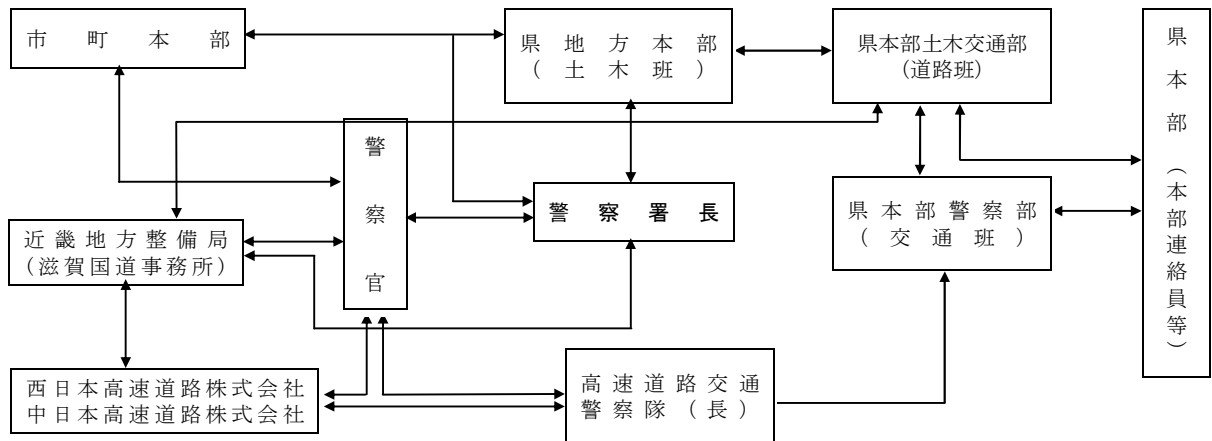 市町本部
県地方本部
(土木班)
県本部土木交通部
(道路班)
県本部(本部連絡員等)
警察官
警察署長
県本部警察部
(交通班)
近畿地方整備局
(滋賀国道事務所)
西日本高速道路株式会社
中日本高速道路株式会社
高速道路交通
警察隊(長)